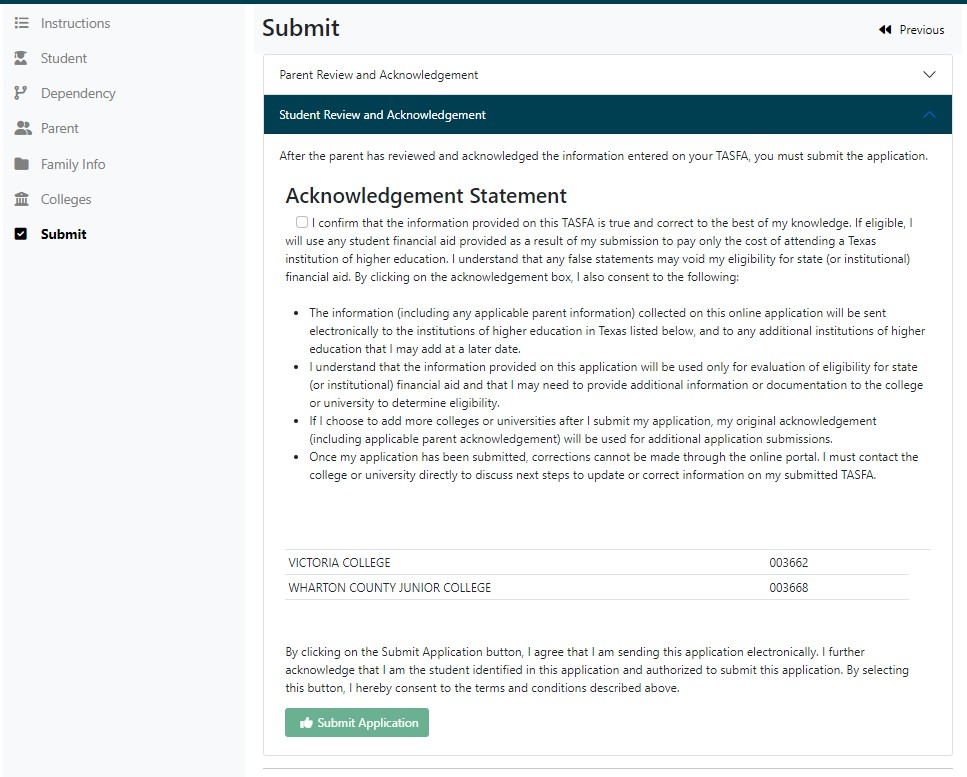 Instructions
Student
Dependency
Parent
Family Info
Colleges
Submit
Submit
Previous
Parent Review and Acknowledgement
Student Review and Acknowledgement
After the parent has reviewed and acknowledged the information entered on your TASFA, you must submit the application.
Acknowledgement Statement
I confirm that the information provided on this TASFA is true and correct to the best of my knowledge. If eligible, I
will use any student financial aid provided as a result of my submission to pay only the cost of attending a Texas
institution of higher education. I understand that any false statements may void my eligibility for state (or institutional)
financial aid. By clicking on the acknowledgement box, I also consent to the following:
• The information (including any applicable parent information) collected on this online application will be sent
electronically to the institutions of higher education in Texas listed below, and to any additional institutions of higher
education that I may add at a later date.
• I understand that the information provided on this application will be used only for evaluation of eligibility for state
(or institutional) financial aid and that I may need to provide additional information or documentation to the college
or university to determine eligibility.
• If I choose to add more colleges or universities after I submit my application, my original acknowledgement
(including applicable parent acknowledgement) will be used for additional application submissions.
• Once my application has been submitted, corrections cannot be made through the online portal. I must contact the
college or university directly to discuss next steps to update or correct information on my submitted TASFA.
VICTORIA COLLEGE 003662
WHARTON COUNTY JUNIOR COLLEGE 003668
By clicking on the Submit Application button, I agree that I am sending this application electronically. I further
acknowledge that I am the student identified in this application and authorized to submit this application. By selecting
this button, I hereby consent to the terms and conditions described above.
Submit Application